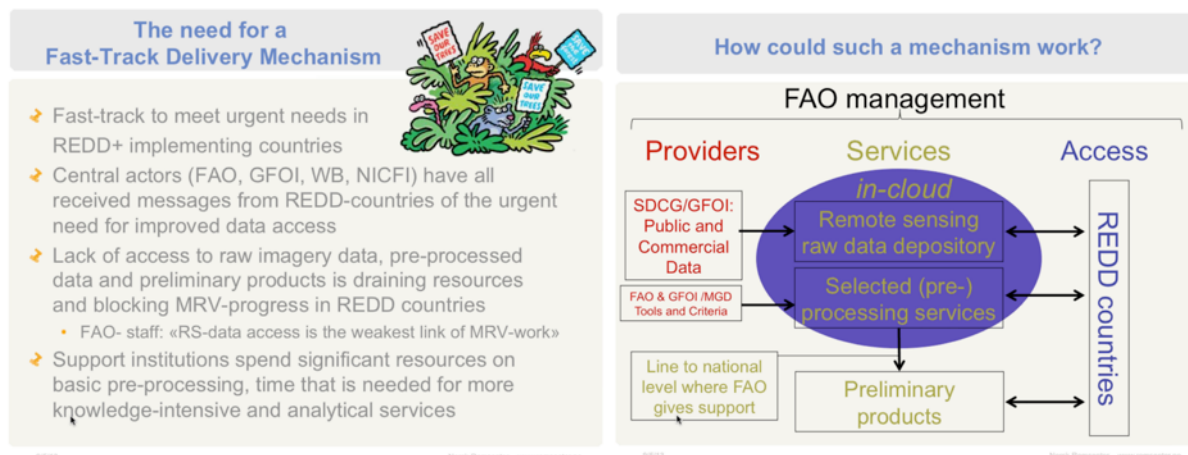 The need for a
Fast-Track Delivery Mechanism
SAVE
OUR
TREES
SAVE
OUR
TREES
Fast-track to meet urgent needs in
REDD+ implementing countries
Central actors (FAO, GFOI, WB, NICFI) have all
received messages from REDD-countries of the urgent
need for improved data access
Lack of access to raw imagery data, pre-processed
data and preliminary products is draining resources
and blocking MRV-progress in REDD countries
• FAO- staff: «RS-data access is the weakest link of MRV-work»
Support institutions spend significant resources on
basic pre-processing, time that is needed for more
knowledge-intensive and analytical services
How could such a mechanism work?
FAO management
Providers
Services
Access
in-cloud
SDCG/GFOI:
Public and
Commercial
Data
Remote sensing
raw data depository
FAO & GFOI /MGD
Tools and Criteria
Selected (pre-)
processing services
Line to national
level where FAO
gives support
Preliminary
products
REDD countries